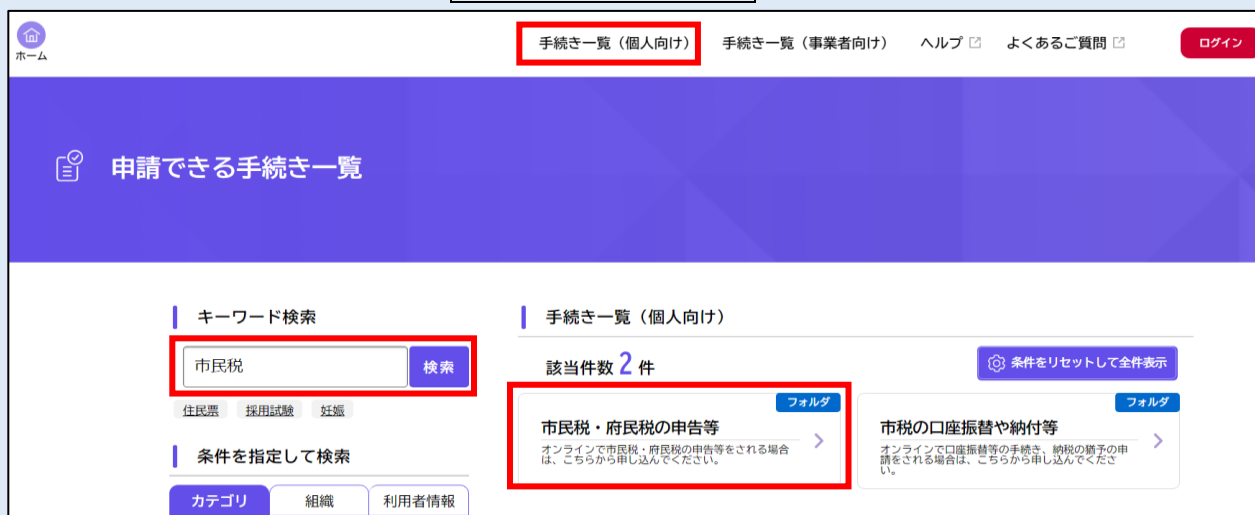 ホーム
手続き一覧（個人向け）
手続き一覧（事業者向け）
ヘルプ
よくあるご質問
ログイン
申請できる手続き一覧
キーワード検索
市民税
検索
住民票 採用試験 妊娠
条件を指定して検索
カテゴリ 組織 利用者情報
手続き一覧（個人向け）
該当件数 2 件
条件をリセットして全件表示
フォルダ
市民税・府民税の申告等
オンラインで市民税・府民税の申告等をされる場合
は、こちらから申し込んでください。
フォルダ
市税の口座振替や納付等
オンラインで口座振替等の手続き、納税の猶予の申
請をされる場合は、こちらから申し込んでくださ
い。